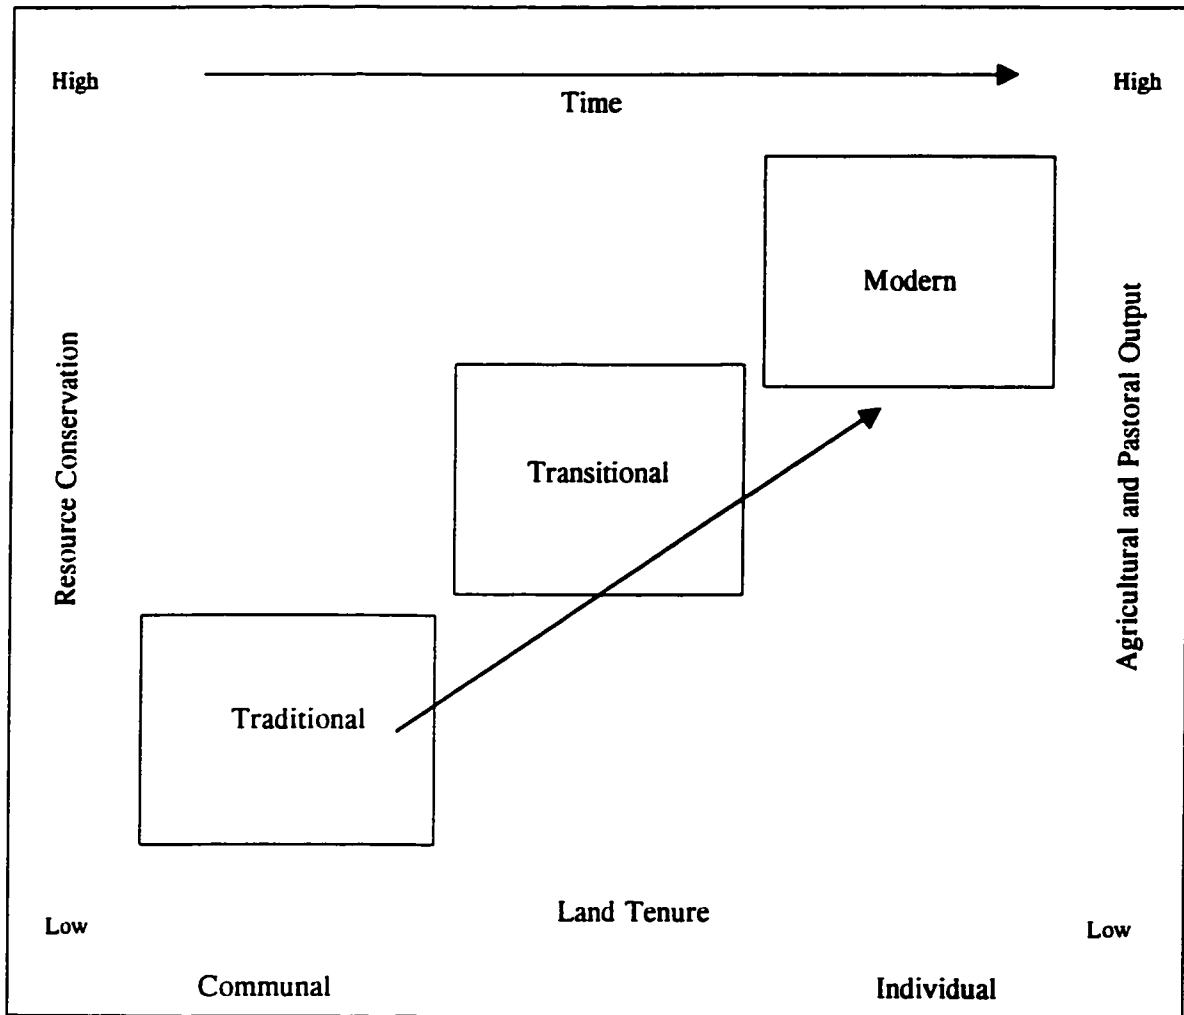 High
High
Time
Modern
Resource Conservation
Agricultural and Pastoral Output
Transitional
Traditional
Land Tenure
Low
Low
Communal
Individual